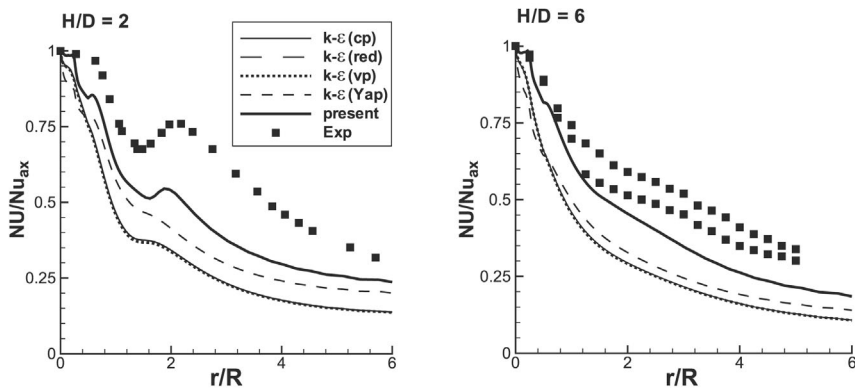 H/D = 2
1
0.75
0.5
0.25
0
NU/Nu_ax
0
2
4
6
r/R
k-ε(cp)
k-ε(red)
k-ε(vp)
k-ε(Yap)
present
Exp
H/D = 6
1
0.75
0.5
0.25
0
NU/Nu_ax
0
2
4
6
r/R